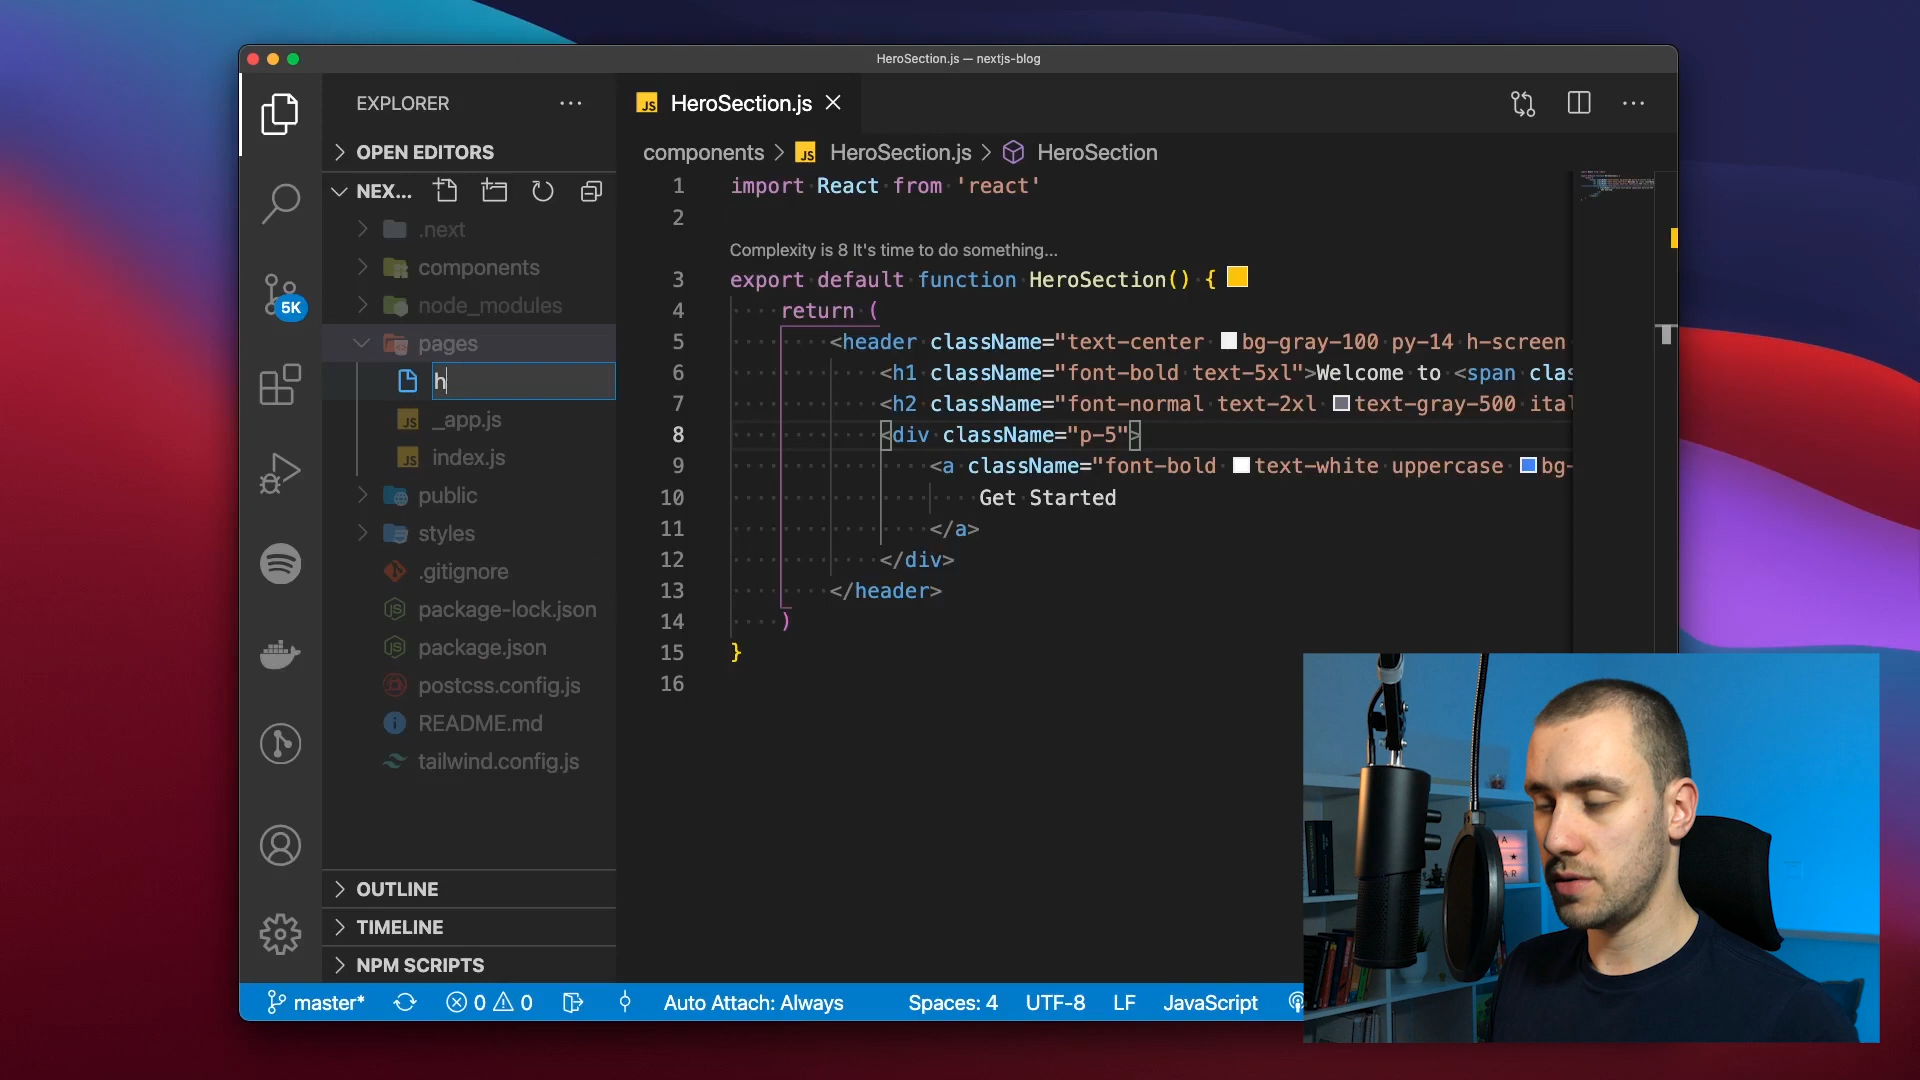 HeroSection.js — nextjs-blog
EXPLORER
JS HeroSection.js
OPEN EDITORS
components > JS HeroSection.js > HeroSection
NEX...
.next
components
node_modules
pages
h
JS _app.js
JS index.js
public
styles
.gitignore
package-lock.json
package.json
postcss.config.js
README.md
tailwind.config.js
OUTLINE
TIMELINE
NPM SCRIPTS
5K
1 import React from 'react'
2
Complexity is 8 It's time to do something...
3 export default function HeroSection() {
4 return (
5 <header className="text-center bg-gray-100 py-14 h-screen
6 <h1 className="font-bold text-5xl">Welcome to <span clas
7 <h2 className="font-normal text-2xl text-gray-500 ital
8 <div className="p-5">
9 <a className="font-bold text-white uppercase bg-
10 Get Started
11 </a>
12 </div>
13 </header>
14 )
15 }
16
master* 0 0 Auto Attach: Always Spaces: 4 UTF-8 LF JavaScript
A
AR